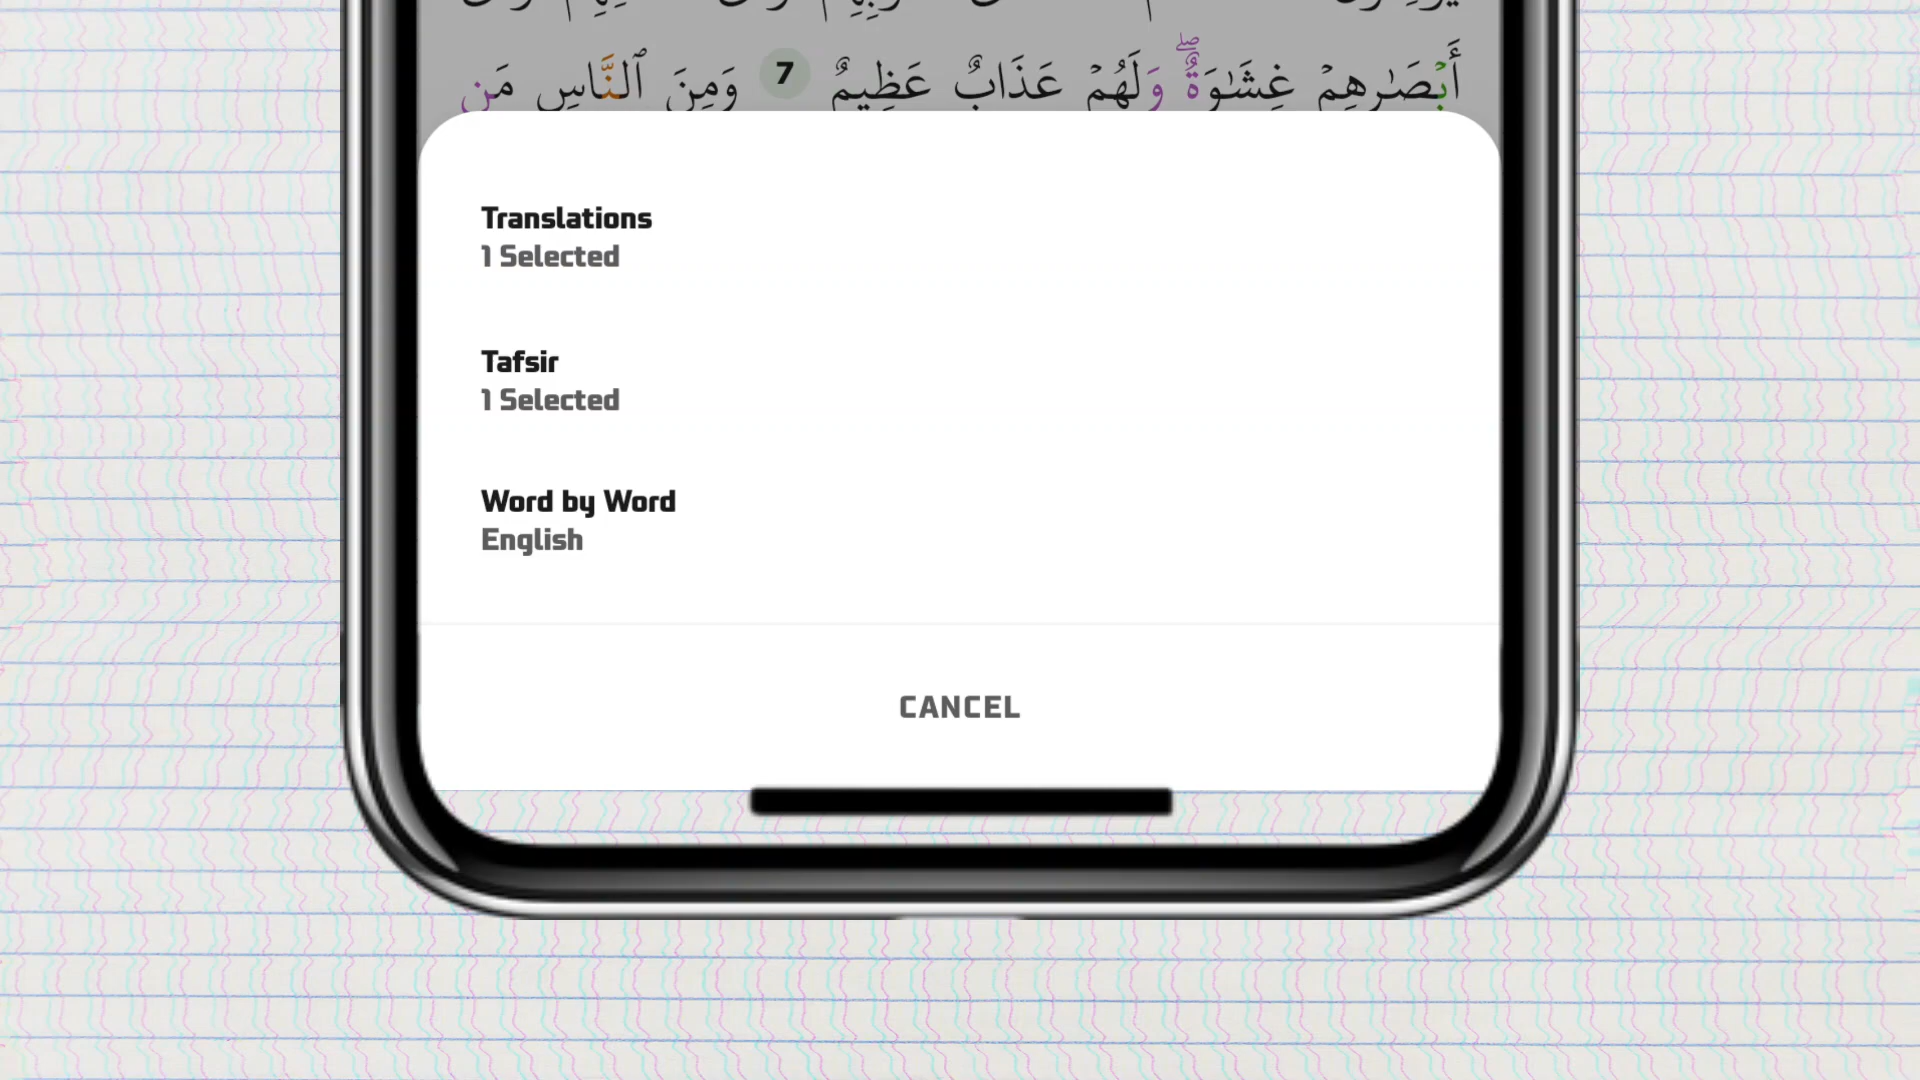 أَبۡصَٰرِهِمۡ غِشَٰوَةٞۖ وَلَهُمۡ عَذَابٌ عَظِيمٞ 7 وَمِنَ ٱلنَّاسِ مَن
Translations
1 Selected
Tafsir
1 Selected
Word by Word
English
CANCEL